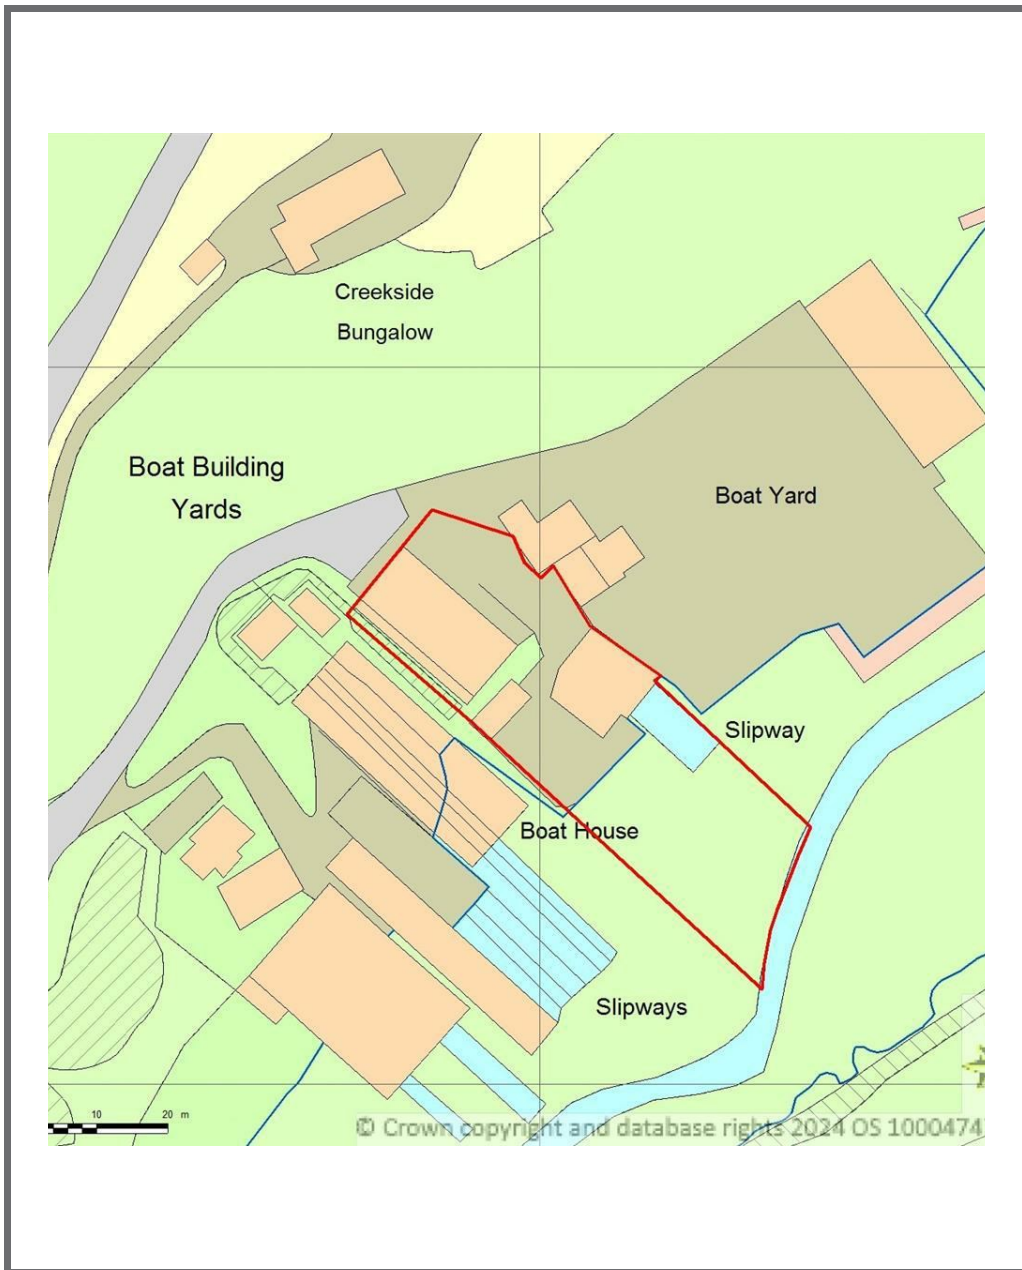 Creekside
Bungalow
Boat Building
Yards
Boat Yard
Slipway
Boat House
Slipways
10 20 m
© Crown copyright and database rights 2024 OS 1000474